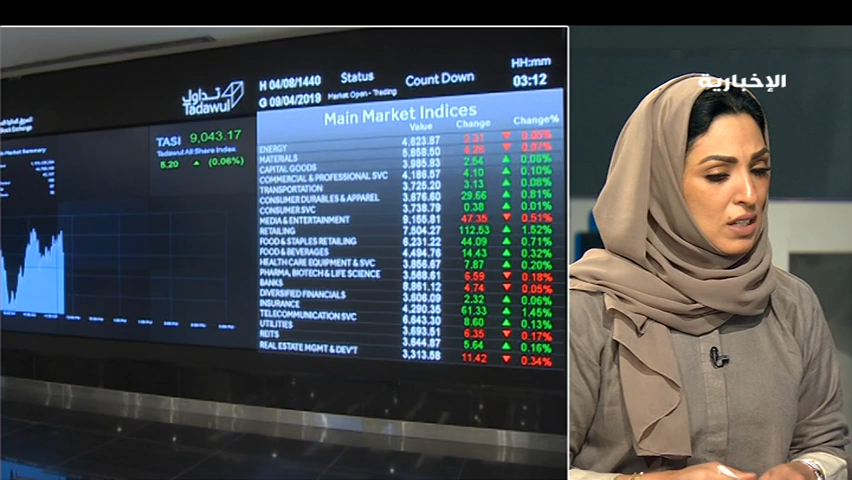 الإخبارية
تداول
Tadawul
H 04/08/1440 Status Count Down HH:mm
G 09/04/2019 Market Open - Trading 03:12
Stock Exchange
Market Summary
TASI 9,043.17
Tadawul All Share Index
5.20 ▲ (0.06%)
Main Market Indices
Value Change Change%
ENERGY 4,623.87 2.31 ▼ 0.05%
MATERIALS 5,858.50 ▼ 0.07%
CAPITAL GOODS 3,985.83 2.54 ▲ 0.06%
COMMERCIAL & PROFESSIONAL SVC 4,186.57 4.10 ▲ 0.10%
TRANSPORTATION 3,725.20 3.13 ▲ 0.08%
CONSUMER DURABLES & APPAREL 3,676.60 29.66 ▲ 0.81%
CONSUMER SVC 3,738.79 0.38 ▲ 0.01%
MEDIA & ENTERTAINMENT 9,155.81 47.35 ▼ 0.51%
RETAILING 7,504.27 112.53 ▲ 1.52%
FOOD & STAPLES RETAILING 6,231.22 44.09 ▲ 0.71%
FOOD & BEVERAGES 4,494.76 14.43 ▲ 0.32%
HEALTH CARE EQUIPMENT & SVC 3,856.67 7.87 ▲ 0.20%
PHARMA, BIOTECH & LIFE SCIENCE 3,568.61 6.59 ▼ 0.18%
BANKS 8,861.12 4.74 ▼ 0.05%
DIVERSIFIED FINANCIALS 3,606.09 2.32 ▲ 0.06%
INSURANCE 4,290.35 61.33 ▲ 1.45%
TELECOMMUNICATION SVC 6,643.30 8.60 ▲ 0.13%
UTILITIES 3,693.51 6.35 ▼ 0.17%
REITS 3,644.87 5.64 ▲ 0.16%
REAL ESTATE MGMT & DEV'T 3,313.58 11.42 ▼ 0.34%